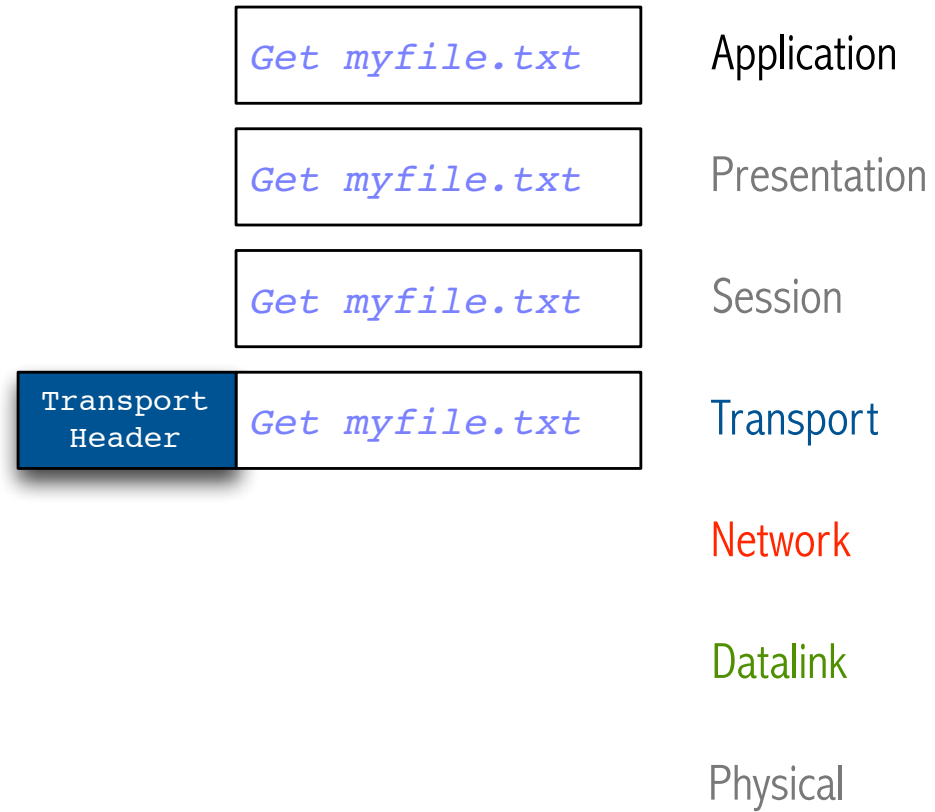 Get myfile.txt Application
Get myfile.txt Presentation
Get myfile.txt Session
Transport
Header
Get myfile.txt Transport
Network
Datalink
Physical